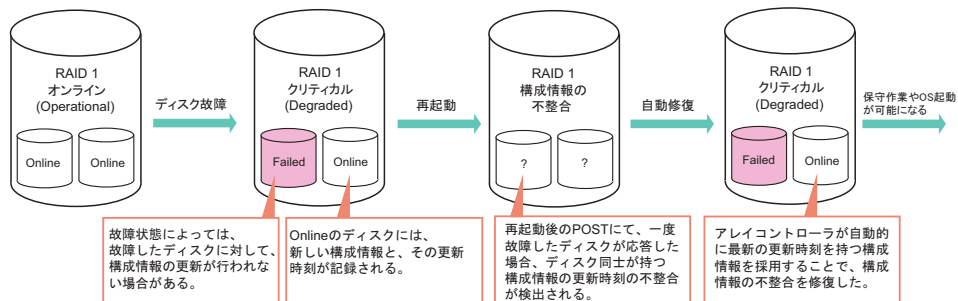 RAID 1
オンライン
(Operational)
Online
Online
ディスク故障
RAID 1
クリティカル
(Degraded)
Failed
Online
再起動
RAID 1
構成情報の
不整合
?
?
自動修復
RAID 1
クリティカル
(Degraded)
Failed
Online
保守作業やOS起動
が可能になる
故障状態によっては、
故障したディスクに対して、
構成情報の更新が行われな
い場合がある。
Onlineのディスクには、
新しい構成情報と、その更新
時刻が記録される。
再起動後のPOSTにて、一度
故障したディスクが応答した
場合、ディスク同士が持つ
構成情報の更新時刻の不整合
が検出される。
アレイコントローラが自動的
に最新の更新時刻を持つ構成
情報を採用することで、構成
情報の不整合を修復した。